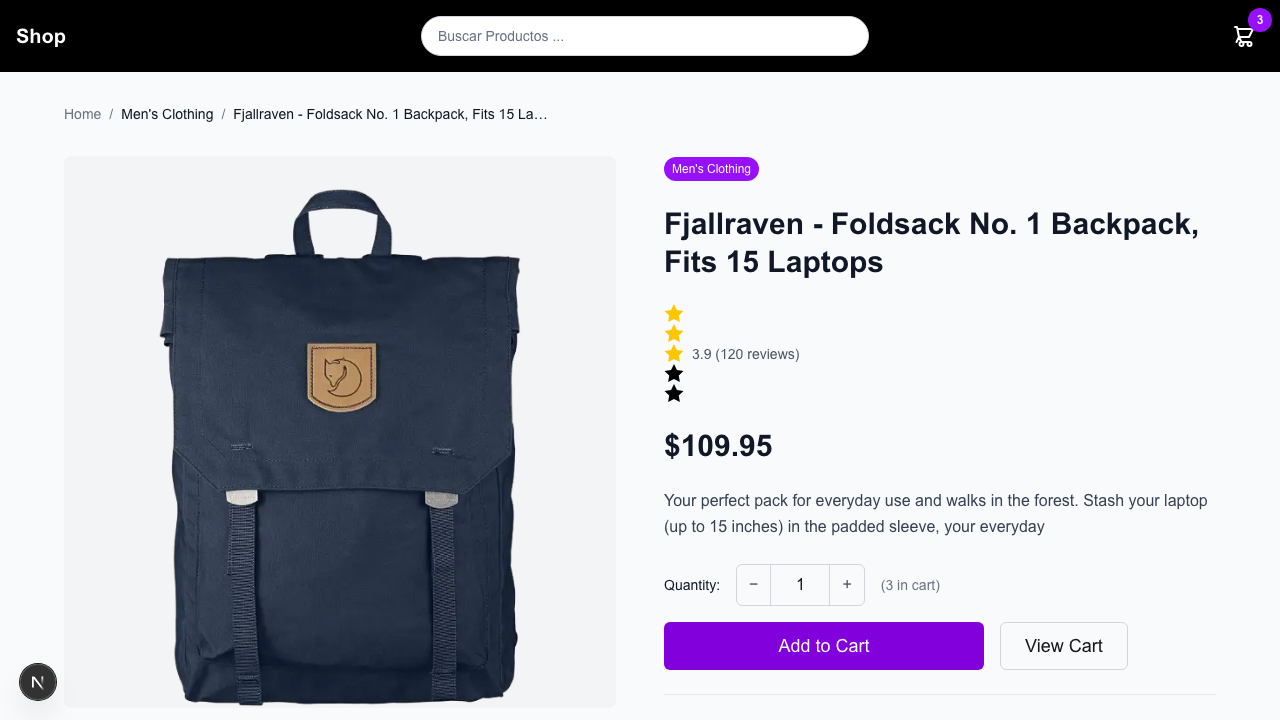 Shop
Buscar Productos ...
3
Home / Men's Clothing / Fjallraven - Foldsack No. 1 Backpack, Fits 15 La…
Men's Clothing
Fjallraven - Foldsack No. 1 Backpack,
Fits 15 Laptops
3.9 (120 reviews)
$109.95
Your perfect pack for everyday use and walks in the forest. Stash your laptop
(up to 15 inches) in the padded sleeve, your everyday
Quantity: − 1 + (3 in cart)
Add to Cart
View Cart
N